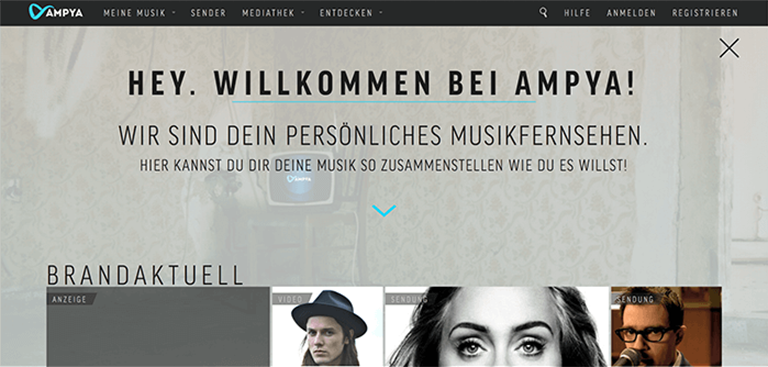 AMPYA MEINE MUSIK SENDER MEDIATHEK ENTDECKEN HILFE ANMELDEN REGISTRIEREN
HEY. WILLKOMMEN BEI AMPYA!
WIR SIND DEIN PERSÖNLICHES MUSIKFERNSEHEN.
HIER KANNST DU DIR DEINE MUSIK SO ZUSAMMENSTELLEN WIE DU ES WILLST!
AMPYA
BRANDAKTUELL
ANZEIGE VIDEO SENDUNG SENDUNG